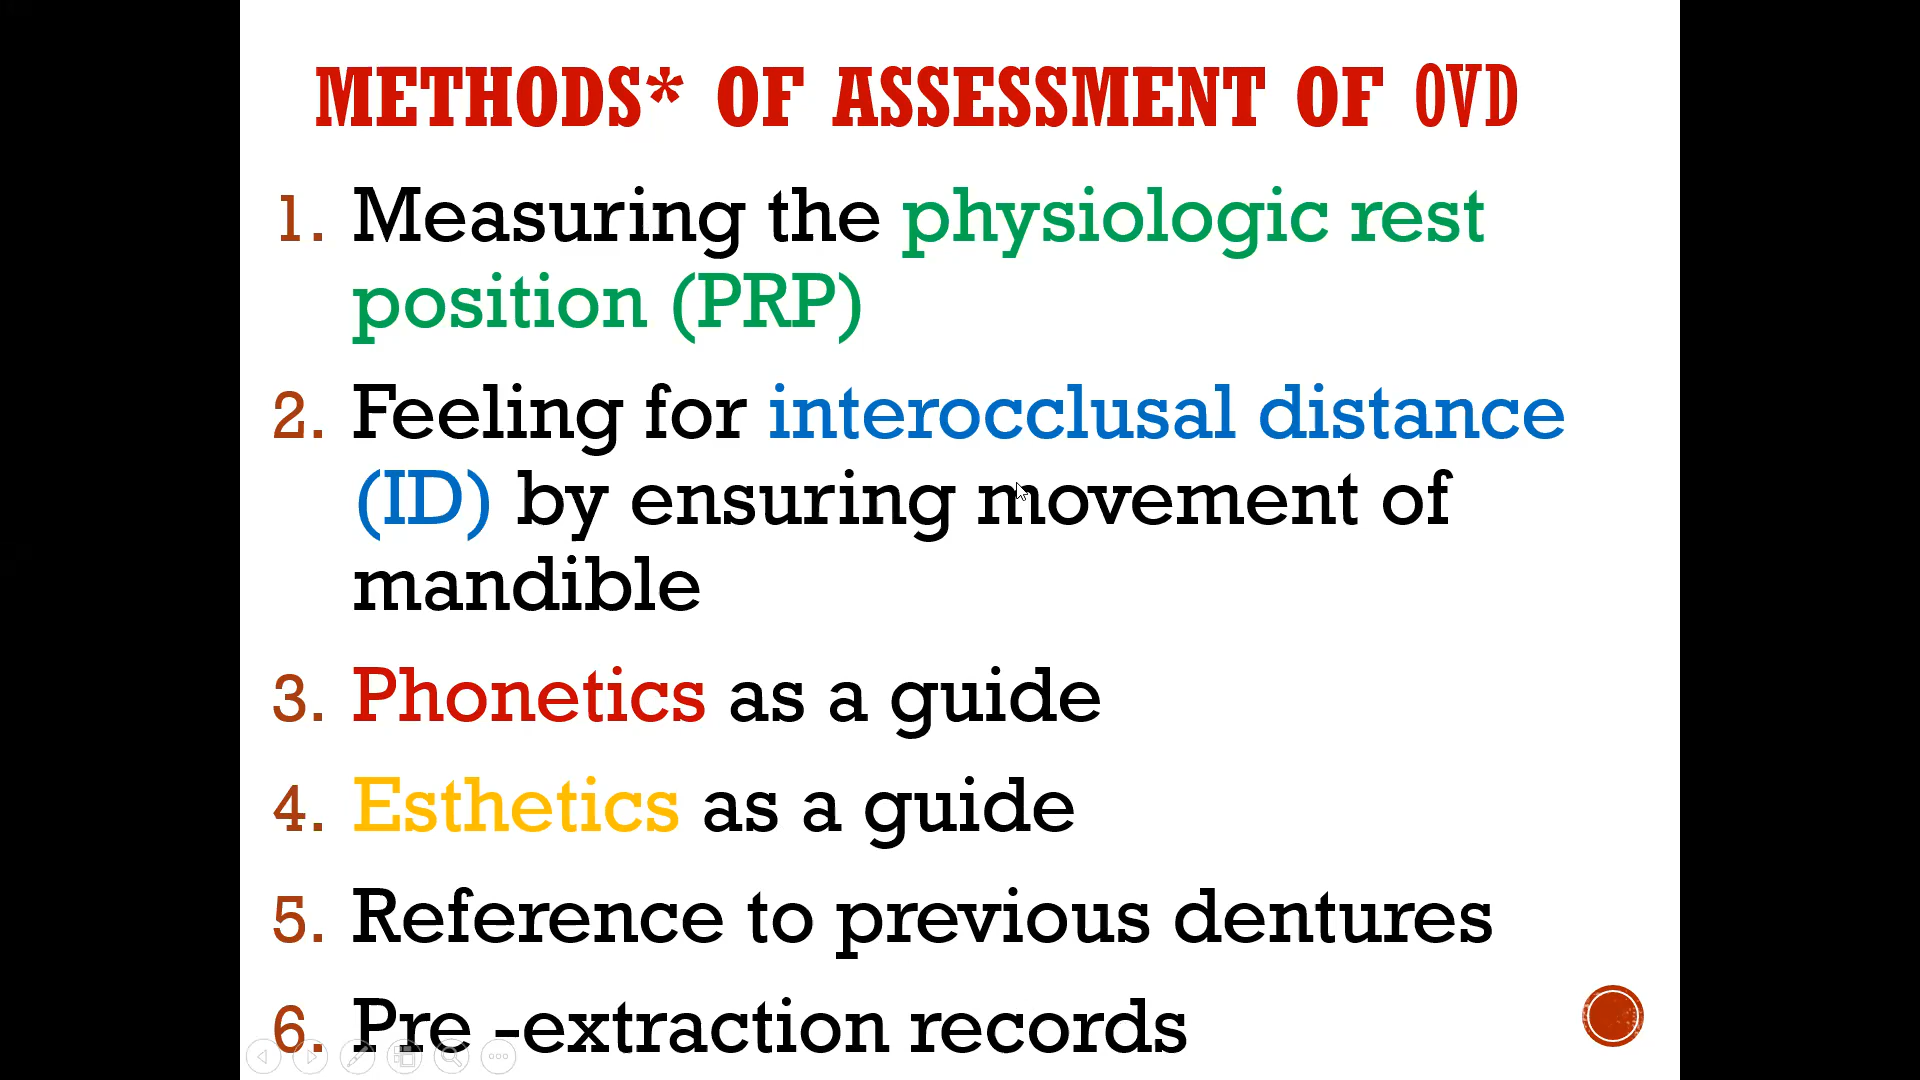 METHODS* OF ASSESSMENT OF OVD
1. Measuring the physiologic rest
position (PRP)
2. Feeling for interocclusal distance
(ID) by ensuring movement of
mandible
3. Phonetics as a guide
4. Esthetics as a guide
5. Reference to previous dentures
6. Pre -extraction records